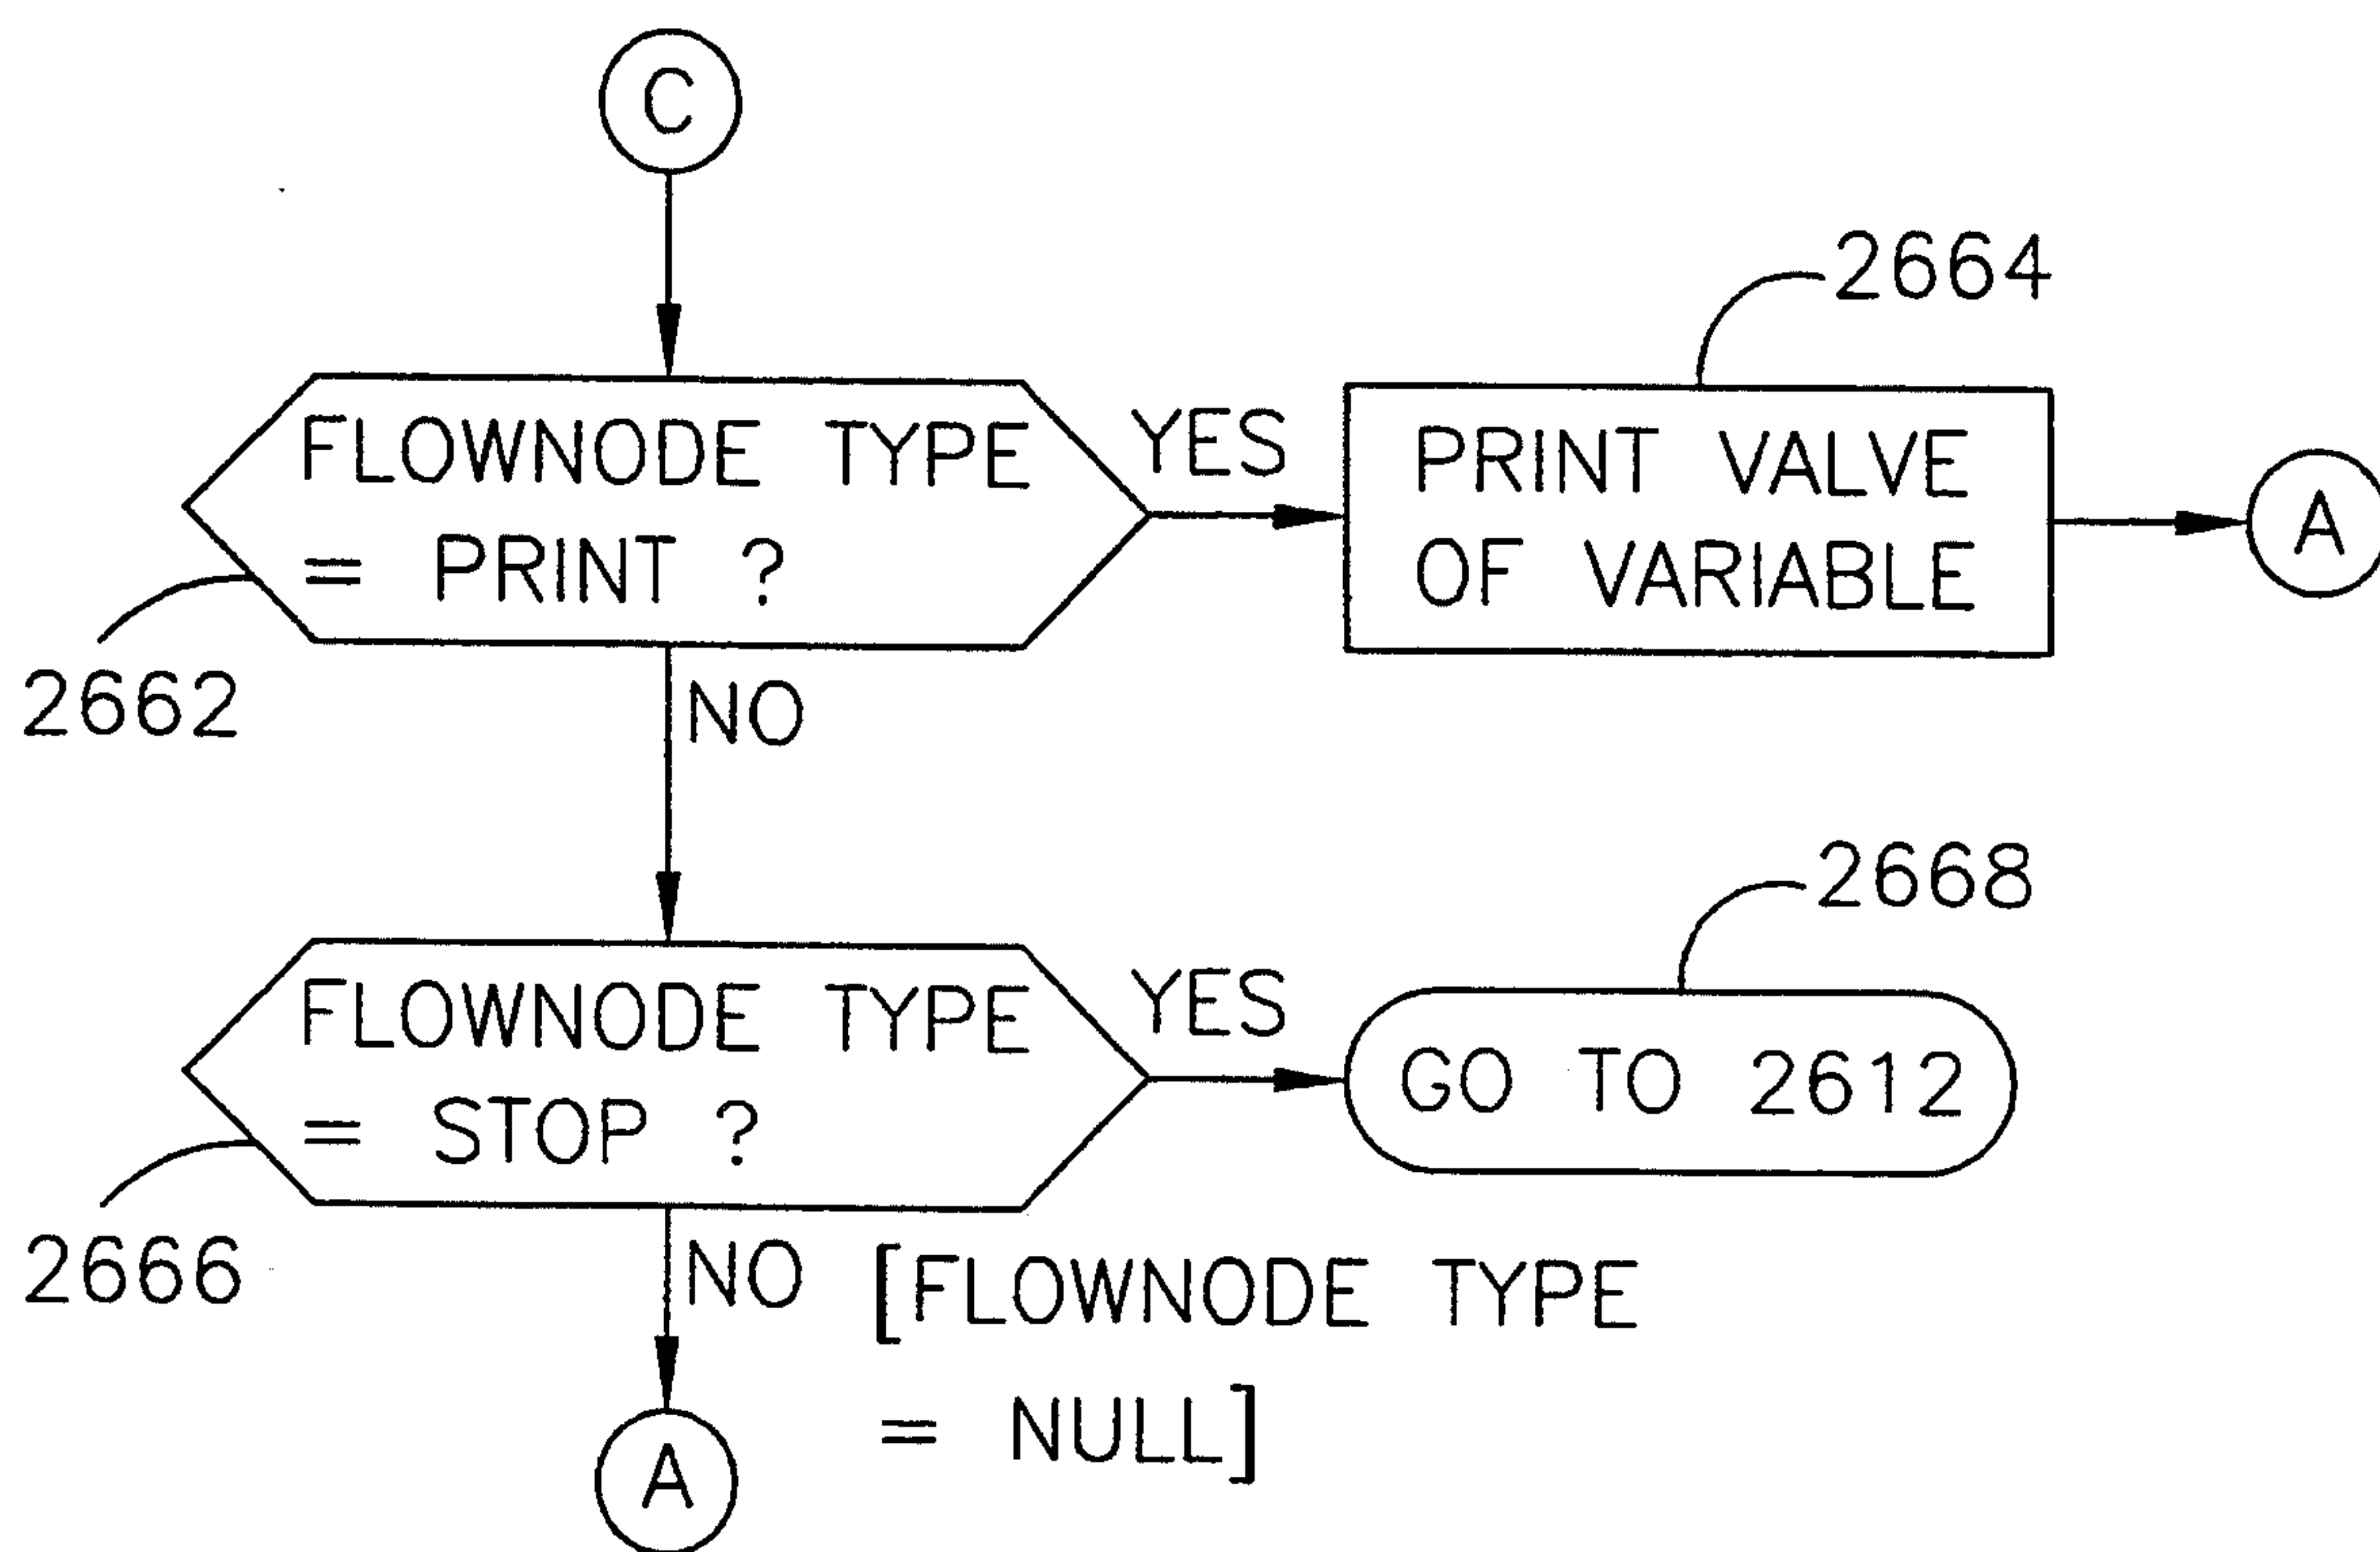 C
2664
FLOWNODE TYPE
= PRINT ?
YES
PRINT VALVE
OF VARIABLE
A
2662
NO
2668
FLOWNODE TYPE
= STOP ?
YES
GO TO 2612
2666
NO
[FLOWNODE TYPE
= NULL]
A